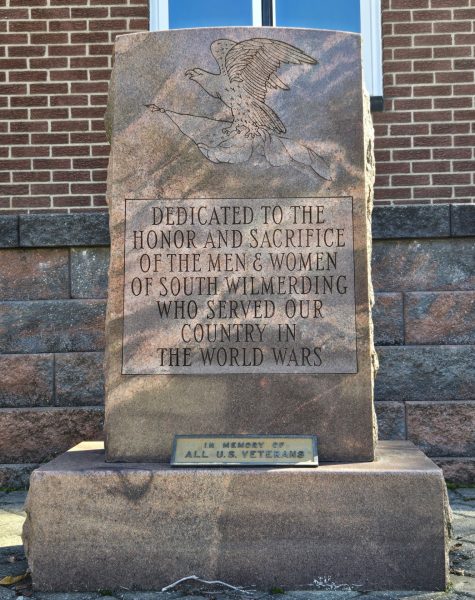 DEDICATED TO THE
HONOR AND SACRIFICE
OF THE MEN & WOMEN
OF SOUTH WILMERDING
WHO SERVED OUR
COUNTRY IN
THE WORLD WARS
IN MEMORY OF
ALL U.S. VETERANS